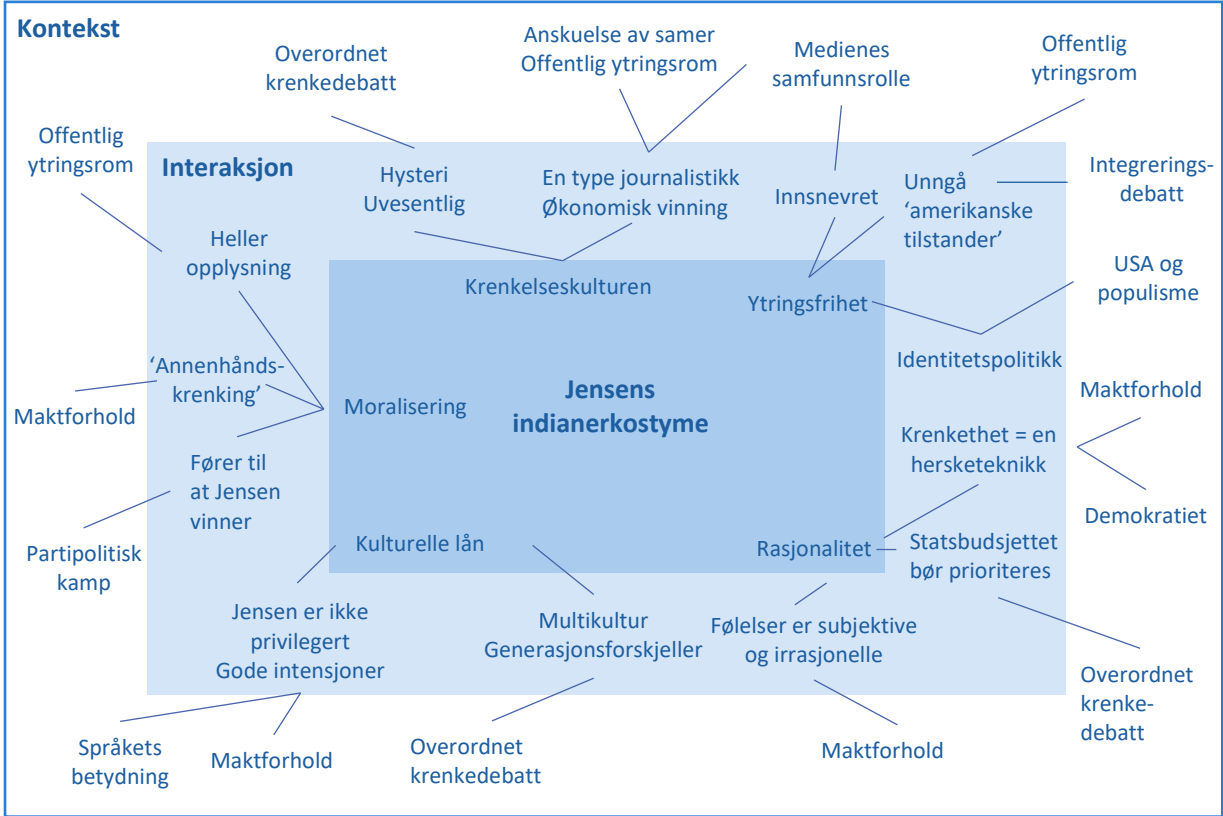 Kontekst
Overordnet
krenkedebatt
Anskuelse av samer
Offentlig ytringsrom
Medienes
samfunnsrolle
Offentlig
ytringsrom
Offentlig
ytringsrom
Interaksjon
Hysteri
Uvesentlig
En type journalistikk
Økonomisk vinning
Innsnevret
Unngå
‘amerikanske
tilstander’
Integrerings-
debatt
Heller
opplysning
Krenkelseskulturen
Ytringsfrihet
USA og
populisme
‘Annenhånds-
krenking’
Maktforhold
Moralisering
Jensens
indianerkostyme
Identitetspolitikk
Maktforhold
Krenkethet = en
hersketeknikk
Demokratiet
Fører til
at Jensen
vinner
Partipolitisk
kamp
Kulturelle lån
Rasjonalitet
Statsbudsjettet
bør prioriteres
Jensen er ikke
privilegert
Gode intensjoner
Multikultur
Generasjonsforskjeller
Følelser er subjektive
og irrasjonelle
Overordnet
krenke-
debatt
Språkets
betydning
Maktforhold
Overordnet
krenkedebatt
Maktforhold